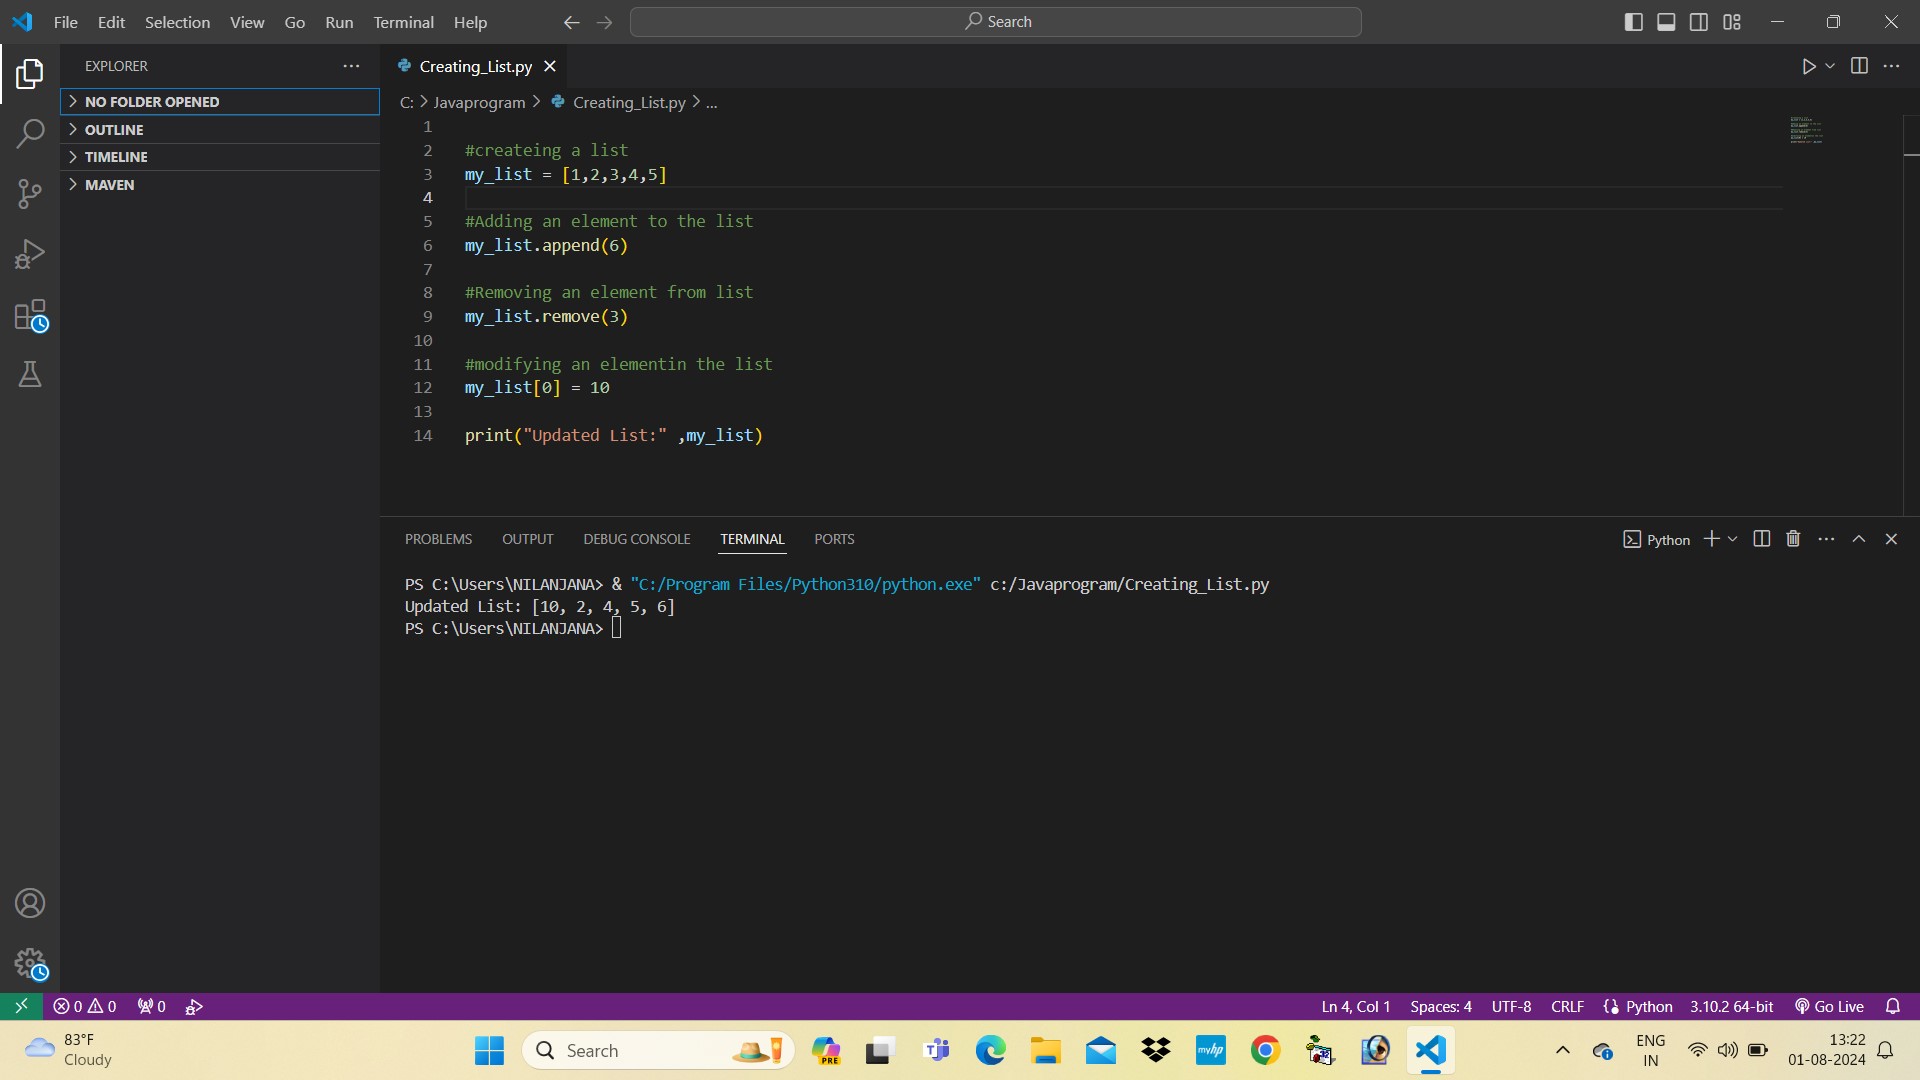 File Edit Selection View Go Run Terminal Help
Search
EXPLORER
NO FOLDER OPENED
OUTLINE
TIMELINE
MAVEN
Creating_List.py
C: > Javaprogram > Creating_List.py > ...
1
2 #createing a list
3 my_list = [1,2,3,4,5]
4
5 #Adding an element to the list
6 my_list.append(6)
7
8 #Removing an element from list
9 my_list.remove(3)
10
11 #modifying an elementin the list
12 my_list[0] = 10
13
14 print("Updated List:" ,my_list)
PROBLEMS OUTPUT DEBUG CONSOLE TERMINAL PORTS
Python
PS C:\Users\NILANJANA> & "C:/Program Files/Python310/python.exe" c:/Javaprogram/Creating_List.py
Updated List: [10, 2, 4, 5, 6]
PS C:\Users\NILANJANA>
0 0 0
Ln 4, Col 1 Spaces: 4 UTF-8 CRLF Python 3.10.2 64-bit Go Live
83°F
Cloudy
Search
PRE
myhp
ENG
IN
13:22
01-08-2024